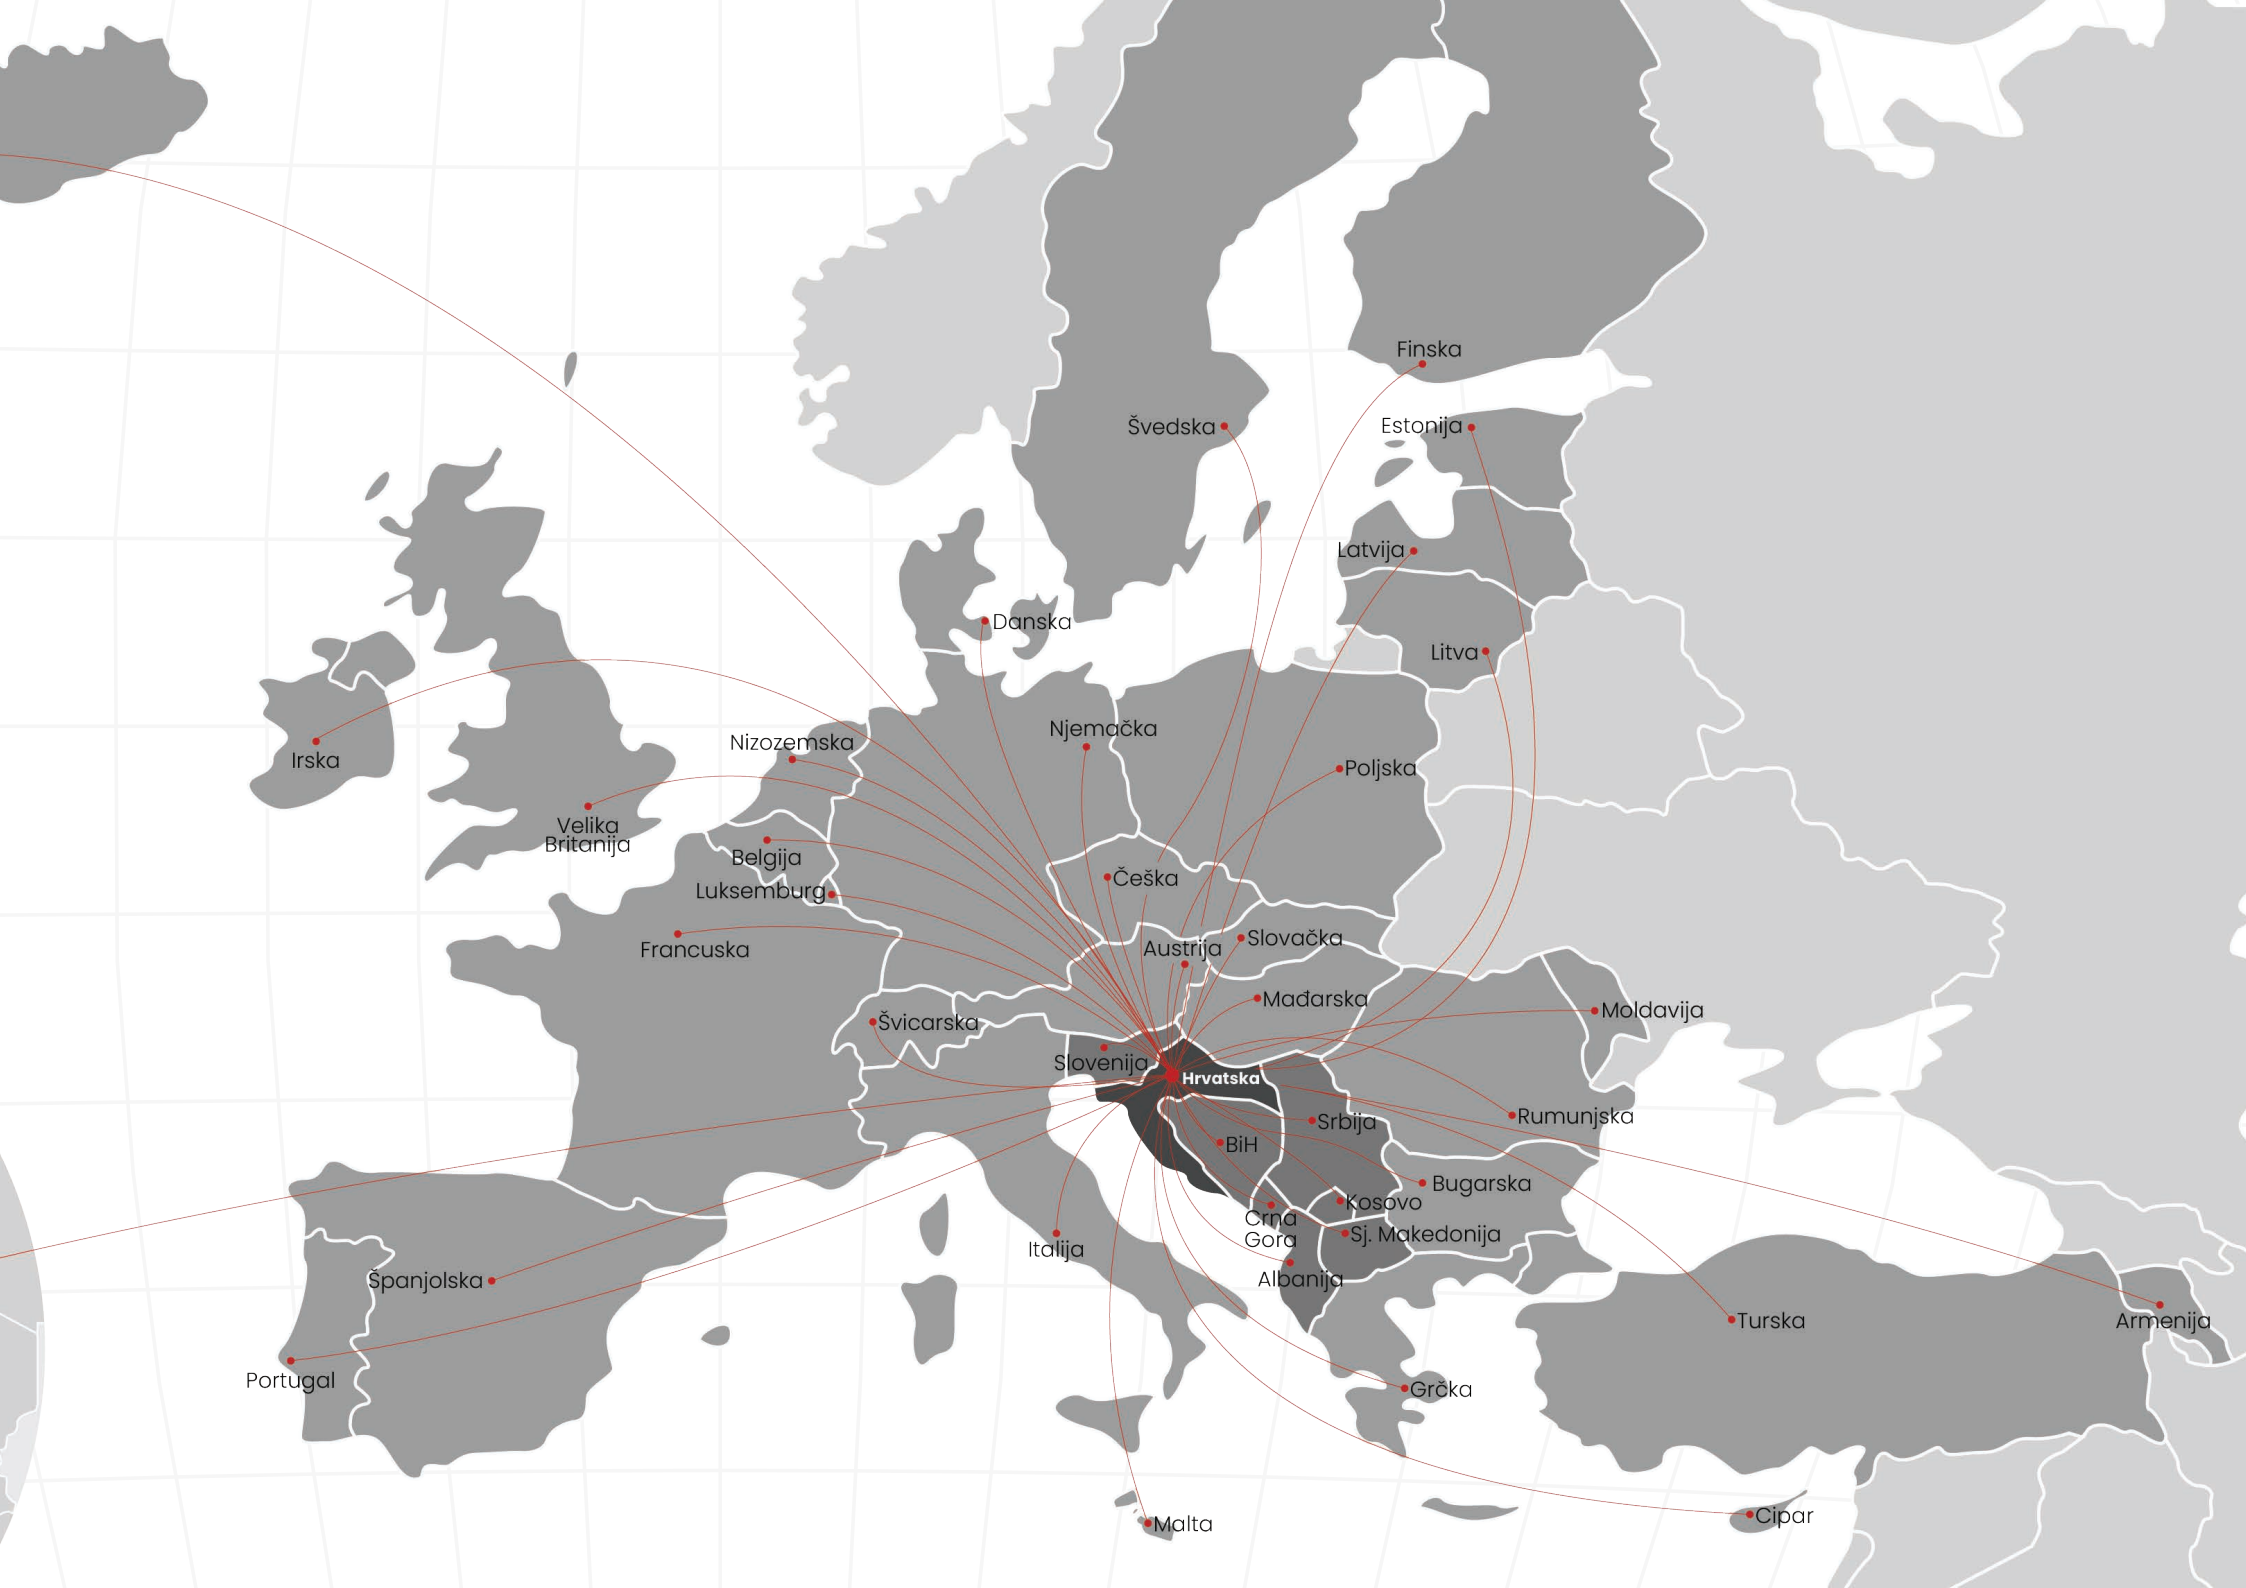 Finska
Švedska
Estonija
Latvija
Danska
Litva
Njemačka
Nizozemska
Irska
Poljska
Velika
Britanija
Belgija
Češka
Luksemburg
Francuska
Slovačka
Austrija
Mađarska
Moldavija
Švicarska
Slovenija
Hrvatska
Rumunjska
Srbija
BiH
Bugarska
Kosovo
Crna
Gora
Sj. Makedonija
Italija
Albanija
Španjolska
Turska
Armenija
Portugal
Grčka
Cipar
Malta